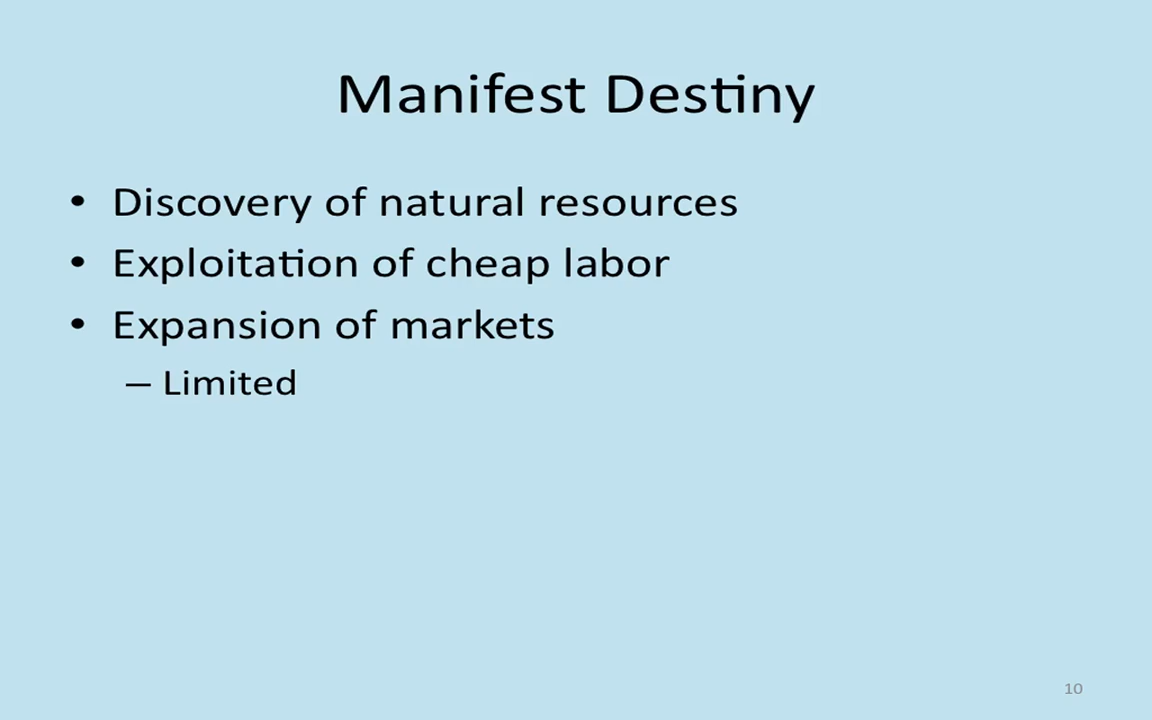 Manifest Destiny
• Discovery of natural resources
• Exploitation of cheap labor
• Expansion of markets
– Limited
10